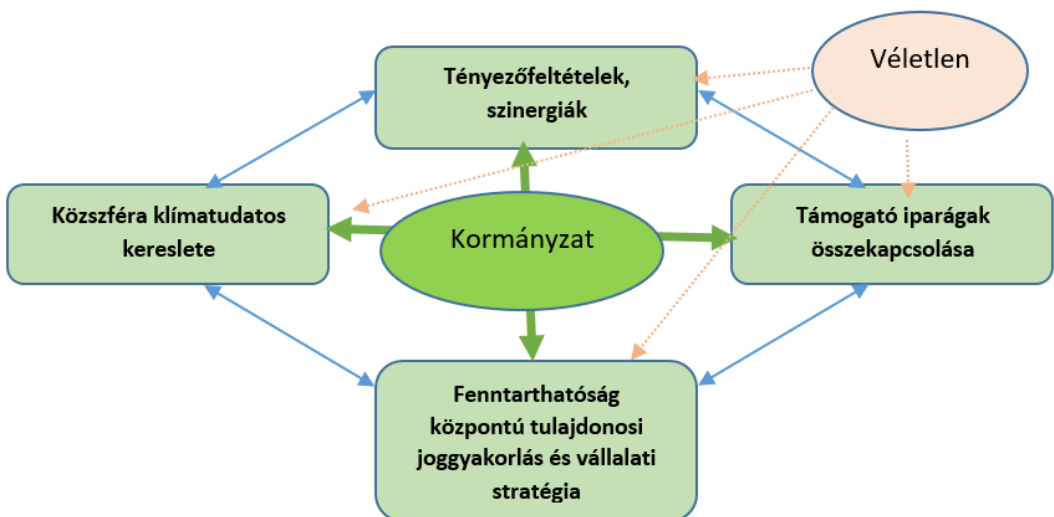 Véletlen
Tényezőfeltételek,
szinergiák
Közszféra klímatudatos
kereslete
Kormányzat
Támogató iparágak
összekapcsolása
Fenntarthatóság
központú tulajdonosi
joggyakorlás és vállalati
stratégia